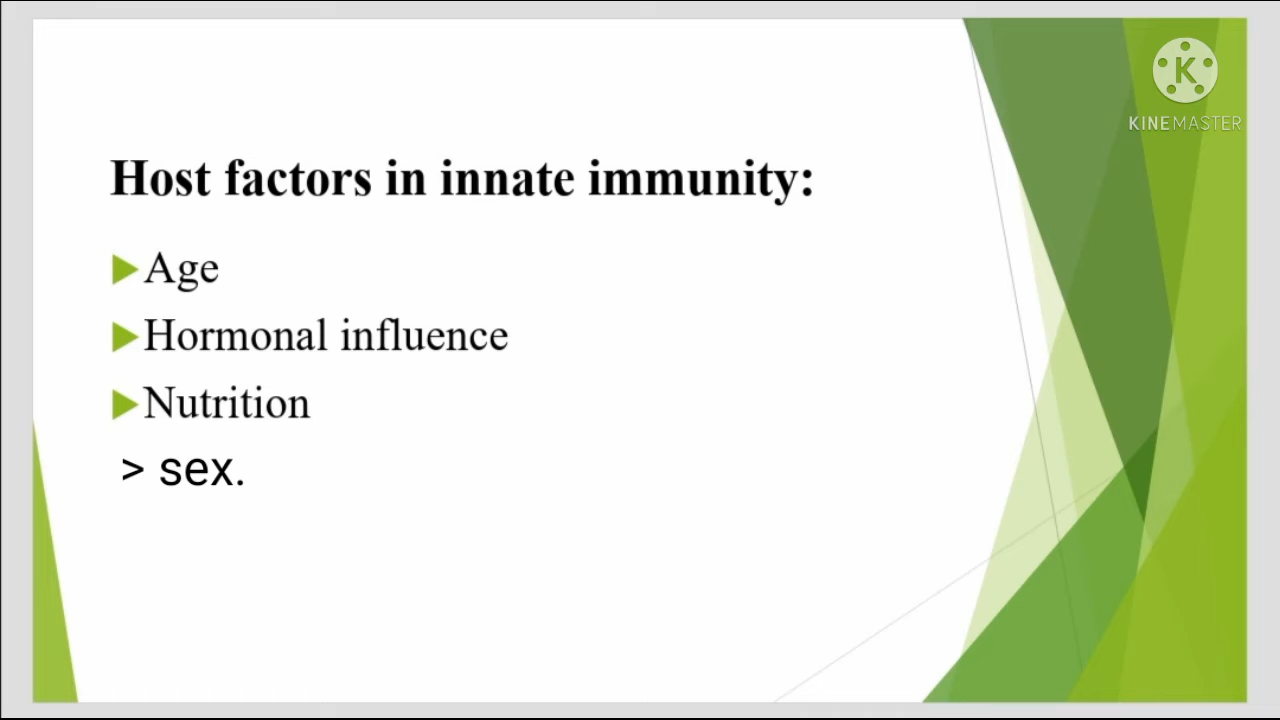 Host factors in innate immunity:
Age
Hormonal influence
Nutrition
> sex.
K
KINEMASTER